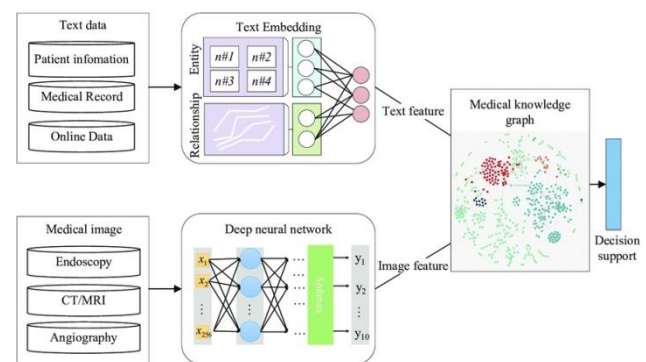 Text data
Patient infomation
Medical Record
Online Data
Text Embedding
Entity
n#1 n#2
n#3 n#4
Relationship
Text feature
Medical knowledge
graph
Decision
support
Medical image
Endoscopy
CT/MRI
Angiography
Deep neural network
x1
x2
⋮
x256
...
...
⋮
...
Softmax
y1
y2
⋮
y10
Image feature